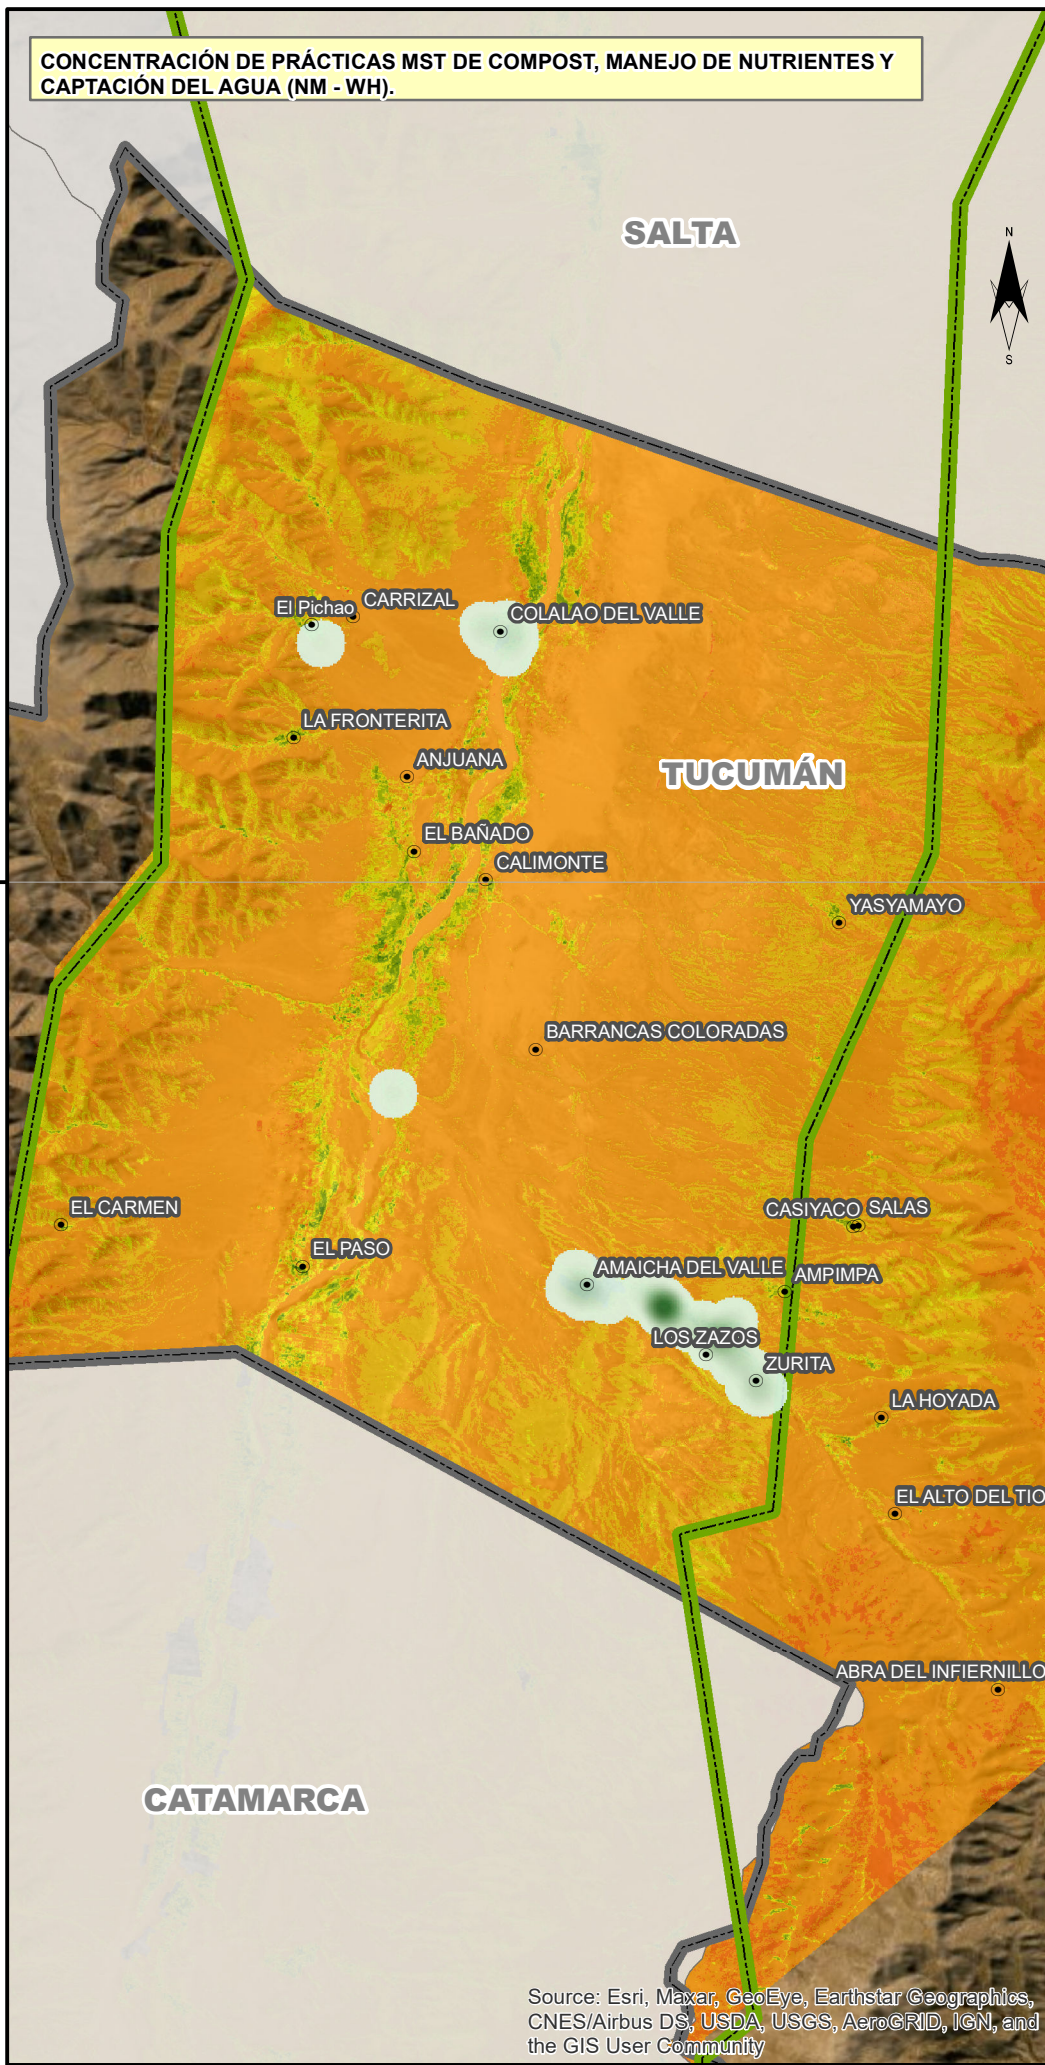 CONCENTRACIÓN DE PRÁCTICAS MST DE COMPOST, MANEJO DE NUTRIENTES Y
CAPTACIÓN DEL AGUA (NM - WH).
SALTA
N
S
El Pichao
CARRIZAL
COLALAO DEL VALLE
LA FRONTERITA
ANJUANA
TUCUMÁN
EL BAÑADO
CALIMONTE
YASYAMAYO
BARRANCAS COLORADAS
EL CARMEN
CASIYACO
SALAS
EL PASO
AMAICHA DEL VALLE
AMPIMPA
LOS ZAZOS
ZURITA
LA HOYADA
EL ALTO DEL TIO
ABRA DEL INFIERNILLO
CATAMARCA
Source: Esri, Maxar, GeoEye, Earthstar Geographics,
CNES/Airbus DS, USDA, USGS, AeroGRID, IGN, and
the GIS User Community